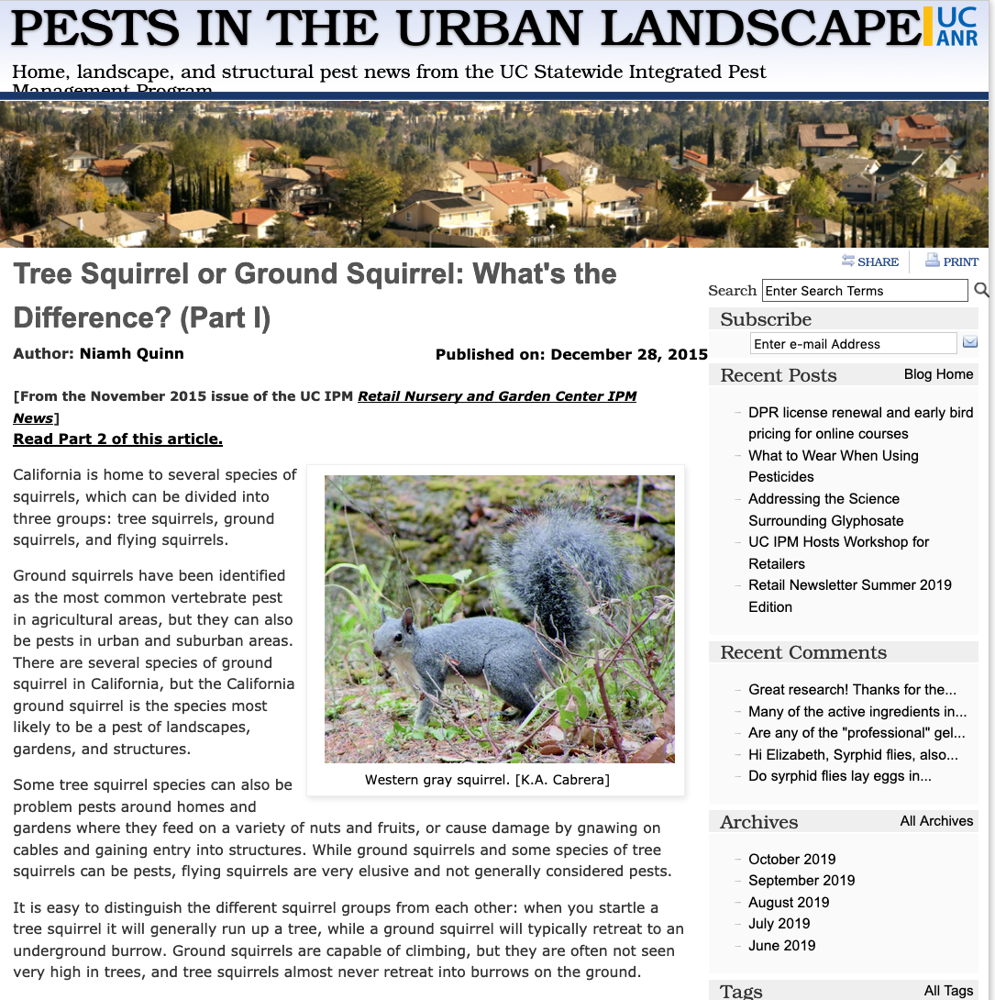 PESTS IN THE URBAN LANDSCAPE
UC
ANR
Home, landscape, and structural pest news from the UC Statewide Integrated Pest
Management Program
SHARE
PRINT
Tree Squirrel or Ground Squirrel: What's the
Difference? (Part I)
Author: Niamh Quinn
Published on: December 28, 2015
[From the November 2015 issue of the UC IPM Retail Nursery and Garden Center IPM
News]
Read Part 2 of this article.
California is home to several species of
squirrels, which can be divided into
three groups: tree squirrels, ground
squirrels, and flying squirrels.
Ground squirrels have been identified
as the most common vertebrate pest
in agricultural areas, but they can also
be pests in urban and suburban areas.
There are several species of ground
squirrel in California, but the California
ground squirrel is the species most
likely to be a pest of landscapes,
gardens, and structures.
Western gray squirrel. [K.A. Cabrera]
Some tree squirrel species can also be
problem pests around homes and
gardens where they feed on a variety of nuts and fruits, or cause damage by gnawing on
cables and gaining entry into structures. While ground squirrels and some species of tree
squirrels can be pests, flying squirrels are very elusive and not generally considered pests.
It is easy to distinguish the different squirrel groups from each other: when you startle a
tree squirrel it will generally run up a tree, while a ground squirrel will typically retreat to an
underground burrow. Ground squirrels are capable of climbing, but they are often not seen
very high in trees, and tree squirrels almost never retreat into burrows on the ground.
Search
Enter Search Terms
Subscribe
Enter e-mail Address
Recent Posts
Blog Home
DPR license renewal and early bird
pricing for online courses
What to Wear When Using
Pesticides
Addressing the Science
Surrounding Glyphosate
UC IPM Hosts Workshop for
Retailers
Retail Newsletter Summer 2019
Edition
Recent Comments
Great research! Thanks for the...
Many of the active ingredients in...
Are any of the "professional" gel...
Hi Elizabeth, Syrphid flies, also...
Do syrphid flies lay eggs in...
Archives
All Archives
October 2019
September 2019
August 2019
July 2019
June 2019
Tags
All Tags